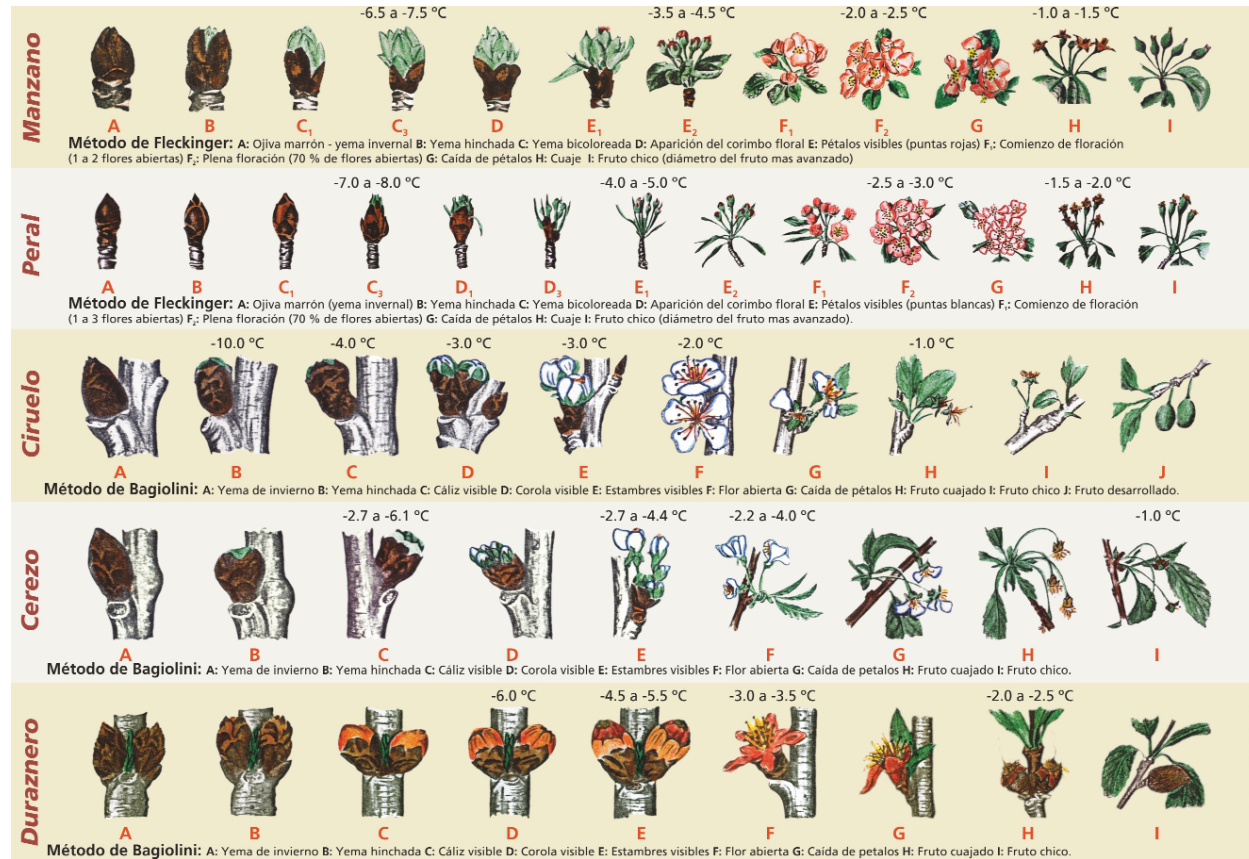 Manzano
-6.5 a -7.5 ºC -3.5 a -4.5 ºC -2.0 a -2.5 ºC -1.0 a -1.5 ºC
A B C₁ C₃ D E₁ E₂ F₁ F₂ G H I
Método de Fleckinger: A: Ojiva marrón - yema invernal B: Yema hinchada C: Yema bicoloreada D: Aparición del corimbo floral E: Pétalos visibles (puntas rojas) F₁: Comienzo de floración
(1 a 2 flores abiertas) F₂: Plena floración (70 % de flores abiertas) G: Caída de pétalos H: Cuaje I: Fruto chico (diámetro del fruto mas avanzado)
Peral
-7.0 a -8.0 ºC -4.0 a -5.0 ºC -2.5 a -3.0 ºC -1.5 a -2.0 ºC
A B C₁ C₃ D₁ D₃ E₁ E₂ F₁ F₂ G H I
Método de Fleckinger: A: Ojiva marrón (yema invernal) B: Yema hinchada C: Yema bicoloreada D: Aparición del corimbo floral E: Pétalos visibles (puntas blancas) F₁: Comienzo de floración
(1 a 3 flores abiertas) F₂: Plena floración (70 % de flores abiertas) G: Caída de pétalos H: Cuaje I: Fruto chico (diámetro del fruto mas avanzado).
Ciruelo
-10.0 ºC -4.0 ºC -3.0 ºC -3.0 ºC -2.0 ºC -1.0 ºC
A B C D E F G H I J
Método de Bagiolini: A: Yema de invierno B: Yema hinchada C: Cáliz visible D: Corola visible E: Estambres visibles F: Flor abierta G: Caída de pétalos H: Fruto cuajado I: Fruto chico J: Fruto desarrollado.
Cerezo
-2.7 a -6.1 ºC -2.7 a -4.4 ºC -2.2 a -4.0 ºC -1.0 ºC
A B C D E F G H I
Método de Bagiolini: A: Yema de invierno B: Yema hinchada C: Cáliz visible D: Corola visible E: Estambres visibles F: Flor abierta G: Caída de petalos H: Fruto cuajado I: Fruto chico.
Duraznero
-6.0 ºC -4.5 a -5.5 ºC -3.0 a -3.5 ºC -2.0 a -2.5 ºC
A B C D E F G H I
Método de Bagiolini: A: Yema de invierno B: Yema hinchada C: Cáliz visible D: Corola visible E: Estambres visibles F: Flor abierta G: Caída de pétalos H: Fruto cuajado I: Fruto chico.